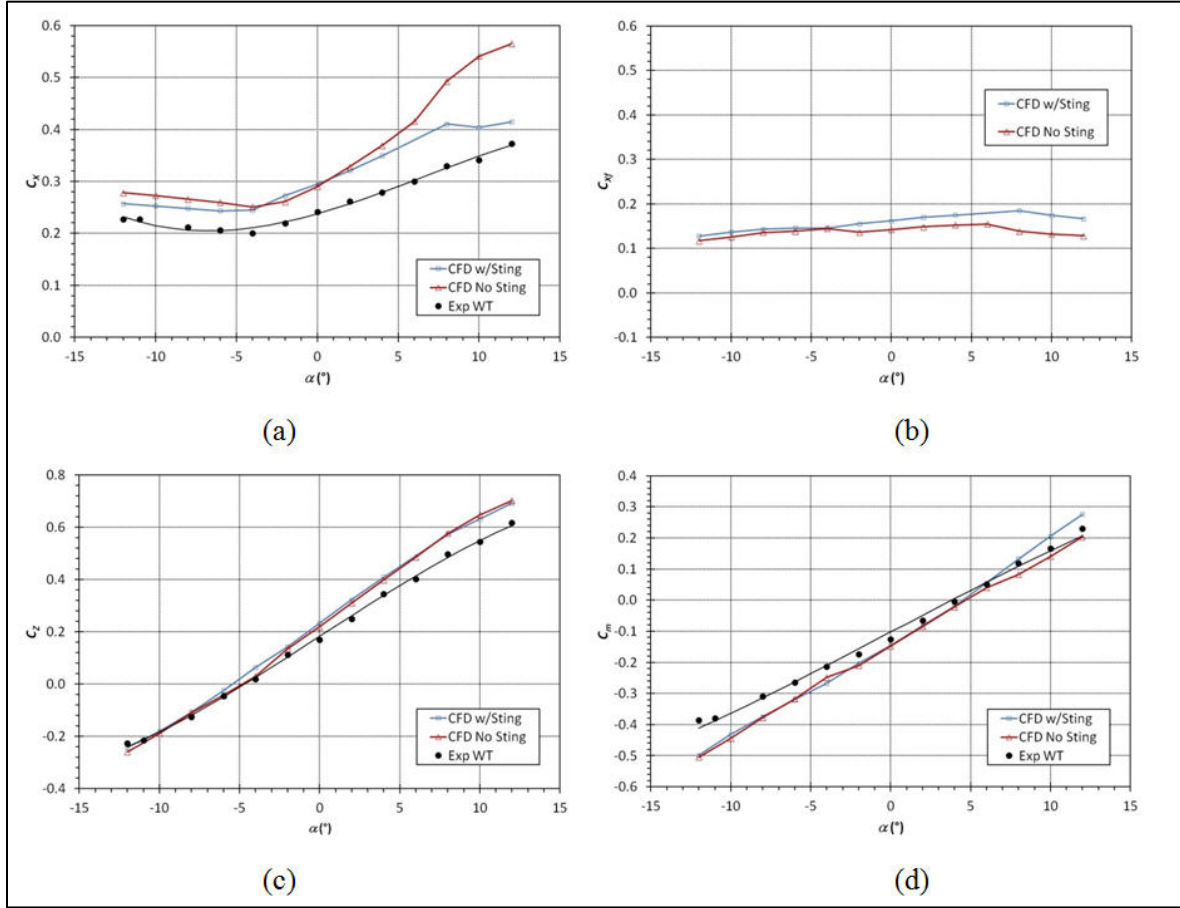 0.6
0.5
0.4
0.3
0.2
0.1
0.0
Cx
-15 -10 -5 0 5 10 15
α (°)
CFD w/Sting
CFD No Sting
Exp WT
(a)
0.6
0.5
0.4
0.3
0.2
0.1
0.0
-0.1
Cxf
-15 -10 -5 0 5 10 15
α (°)
CFD w/Sting
CFD No Sting
(b)
0.8
0.6
0.4
0.2
0.0
-0.2
-0.4
Cz
-15 -10 -5 0 5 10 15
α (°)
CFD w/Sting
CFD No Sting
Exp WT
(c)
0.4
0.3
0.2
0.1
0.0
-0.1
-0.2
-0.3
-0.4
-0.5
-0.6
Cm
-15 -10 -5 0 5 10 15
α (°)
CFD w/Sting
CFD No Sting
Exp WT
(d)